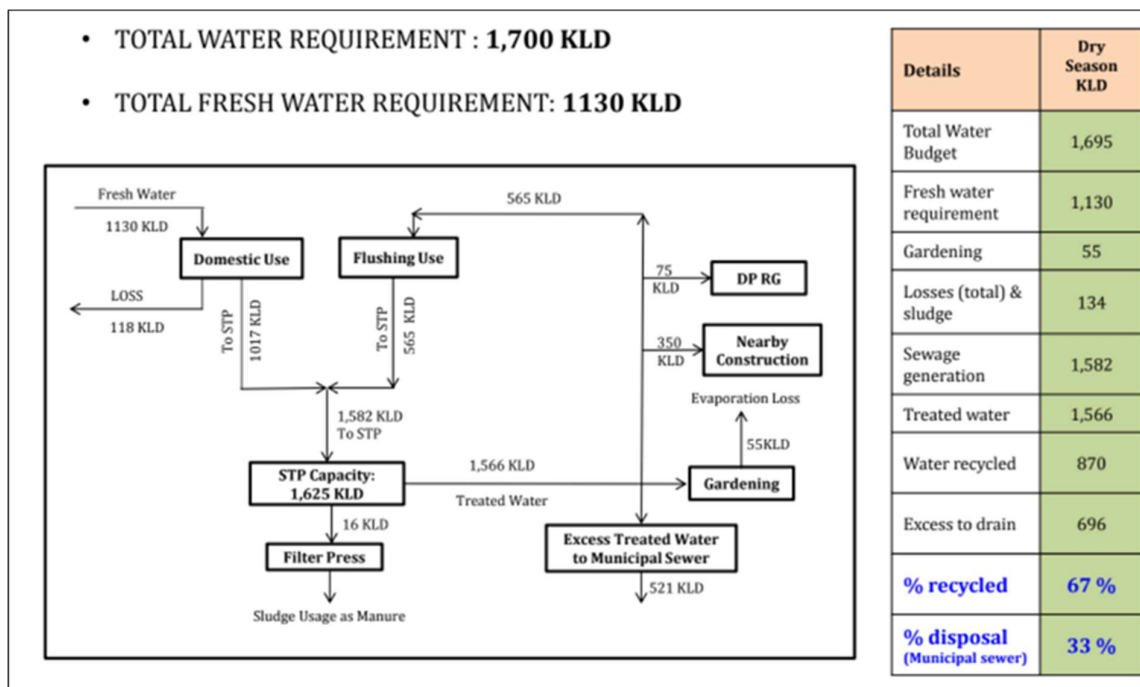 • TOTAL WATER REQUIREMENT : 1,700 KLD
• TOTAL FRESH WATER REQUIREMENT: 1130 KLD
Fresh Water
1130 KLD
Domestic Use
LOSS
118 KLD
To STP
1017 KLD
565 KLD
Flushing Use
To STP
565 KLD
1,582 KLD
To STP
STP Capacity:
1,625 KLD
16 KLD
Filter Press
Sludge Usage as Manure
1,566 KLD
Treated Water
75
KLD
DP RG
350
KLD
Nearby
Construction
Evaporation Loss
55KLD
Gardening
Excess Treated Water
to Municipal Sewer
521 KLD
Details
Dry
Season
KLD
Total Water
Budget
1,695
Fresh water
requirement
1,130
Gardening
55
Losses (total) &
sludge
134
Sewage
generation
1,582
Treated water
1,566
Water recycled
870
Excess to drain
696
% recycled
67 %
% disposal
(Municipal sewer)
33 %